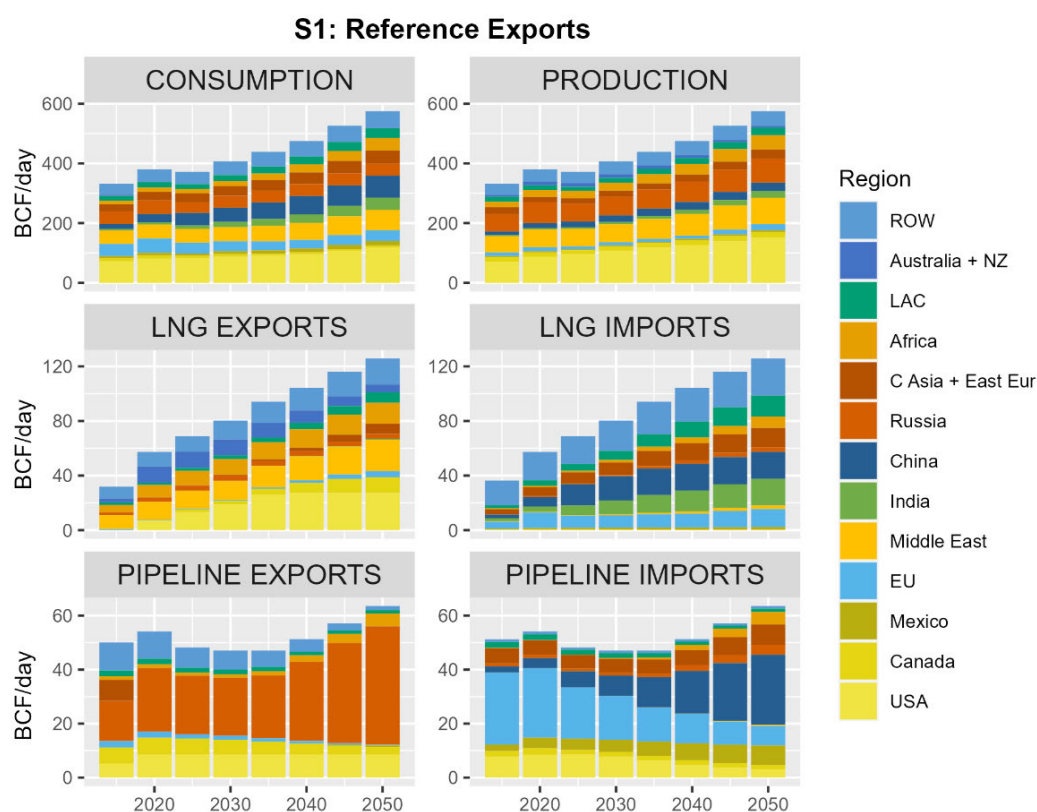 S1: Reference Exports
CONSUMPTION
PRODUCTION
BCF/day
600
400
200
0
600
400
200
0
LNG EXPORTS
LNG IMPORTS
BCF/day
120
80
40
0
120
80
40
0
PIPELINE EXPORTS
PIPELINE IMPORTS
BCF/day
60
40
20
0
60
40
20
0
2020 2030 2040 2050
2020 2030 2040 2050
Region
ROW
Australia + NZ
LAC
Africa
C Asia + East Eur
Russia
China
India
Middle East
EU
Mexico
Canada
USA